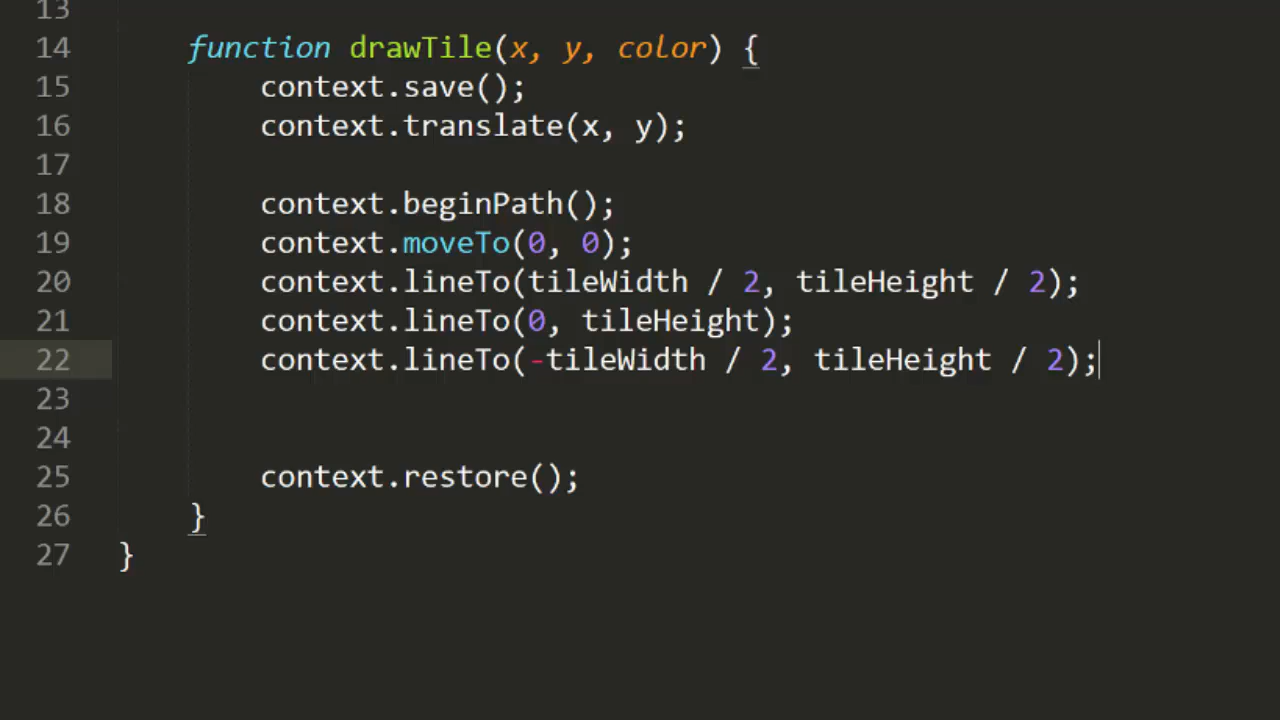 13
14 function drawTile(x, y, color) {
15 context.save();
16 context.translate(x, y);
17
18 context.beginPath();
19 context.moveTo(0, 0);
20 context.lineTo(tileWidth / 2, tileHeight / 2);
21 context.lineTo(0, tileHeight);
22 context.lineTo(-tileWidth / 2, tileHeight / 2);
23
24
25 context.restore();
26 }
27 }